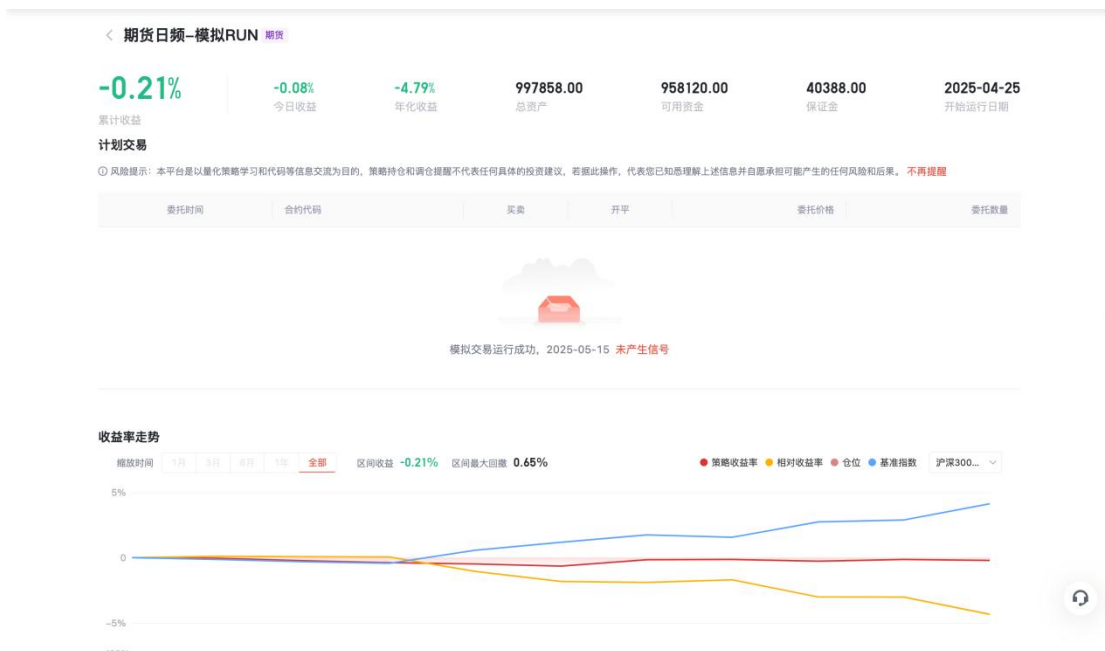 期货日频–模拟RUN 期货
-0.21% -0.08% -4.79% 997858.00 958120.00 40388.00 2025-04-25
累计收益 今日收益 年化收益 总资产 可用资金 保证金 开始运行日期
计划交易
风险提示：本平台是以量化策略学习和代码等信息交流为目的，策略持仓和调仓提醒不代表任何具体的投资建议，若据此操作，代表您已知悉理解上述信息并自愿承担可能产生的任何风险和后果。 不再提醒
委托时间 合约代码 买卖 开平 委托价格 委托数量
模拟交易运行成功，2025-05-15 未产生信号
收益率走势
缩放时间 1月 3月 6月 1年 全部 区间收益 -0.21% 区间最大回撤 0.65% 策略收益率 相对收益率 仓位 基准指数 沪深300...
5%
0
-5%